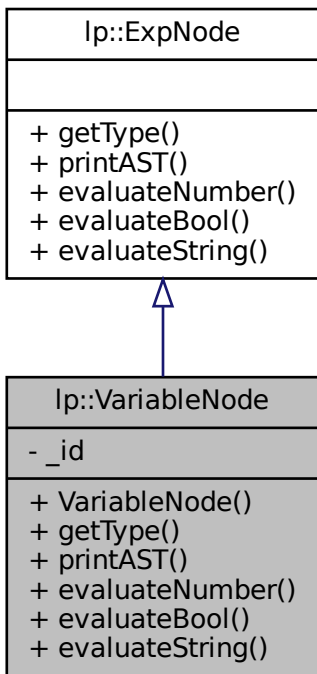 lp::ExpNode
+ getType()
+ printAST()
+ evaluateNumber()
+ evaluateBool()
+ evaluateString()
lp::VariableNode
- _id
+ VariableNode()
+ getType()
+ printAST()
+ evaluateNumber()
+ evaluateBool()
+ evaluateString()